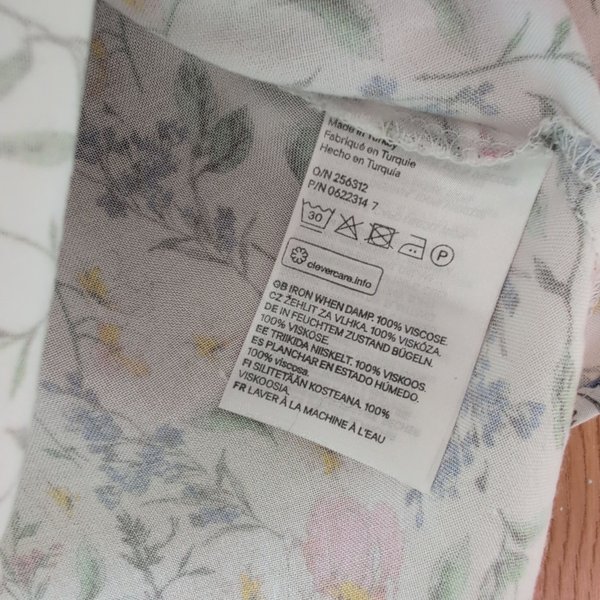 Made in Turkey
Fabriqué en Turquie
Hecho en Turquía
O/N 256312
P/N 0622314 7
30
P
clevercare.info
GB IRON WHEN DAMP. 100% VISCOSE.
CZ ŽEHLIT ZA VLHKA. 100% VISKÓZA.
DE IN FEUCHTEM ZUSTAND BÜGELN.
100% VISKOSE.
EE TRIIKIDA NIISKELT. 100% VISKOOS.
ES PLANCHAR EN ESTADO HÚMEDO.
100% viscosa.
FI SILITETÄÄN KOSTEANA. 100%
VISKOOSIA.
FR LAVER À LA MACHINE À L'EAU